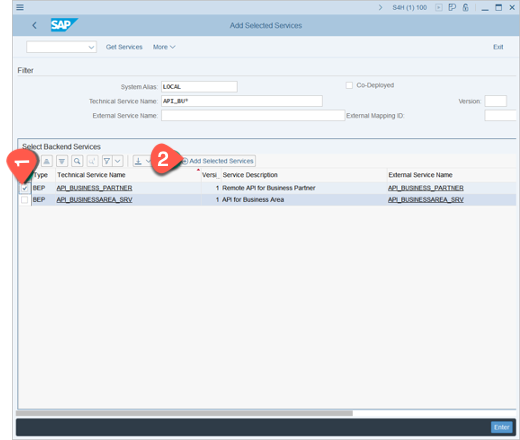 S4H (1) 100
SAP
Add Selected Services
Get Services More Exit
Filter
System Alias: LOCAL Co-Deployed
Technical Service Name: API_BU* Version:
External Service Name: External Mapping ID:
Select Backend Services
1 2 Add Selected Services
Type Technical Service Name Versi_ Service Description External Service Name
BEP API_BUSINESS_PARTNER 1 Remote API for Business Partner API_BUSINESS_PARTNER
BEP API_BUSINESSAREA_SRV 1 API for Business Area API_BUSINESSAREA_SRV
Enter